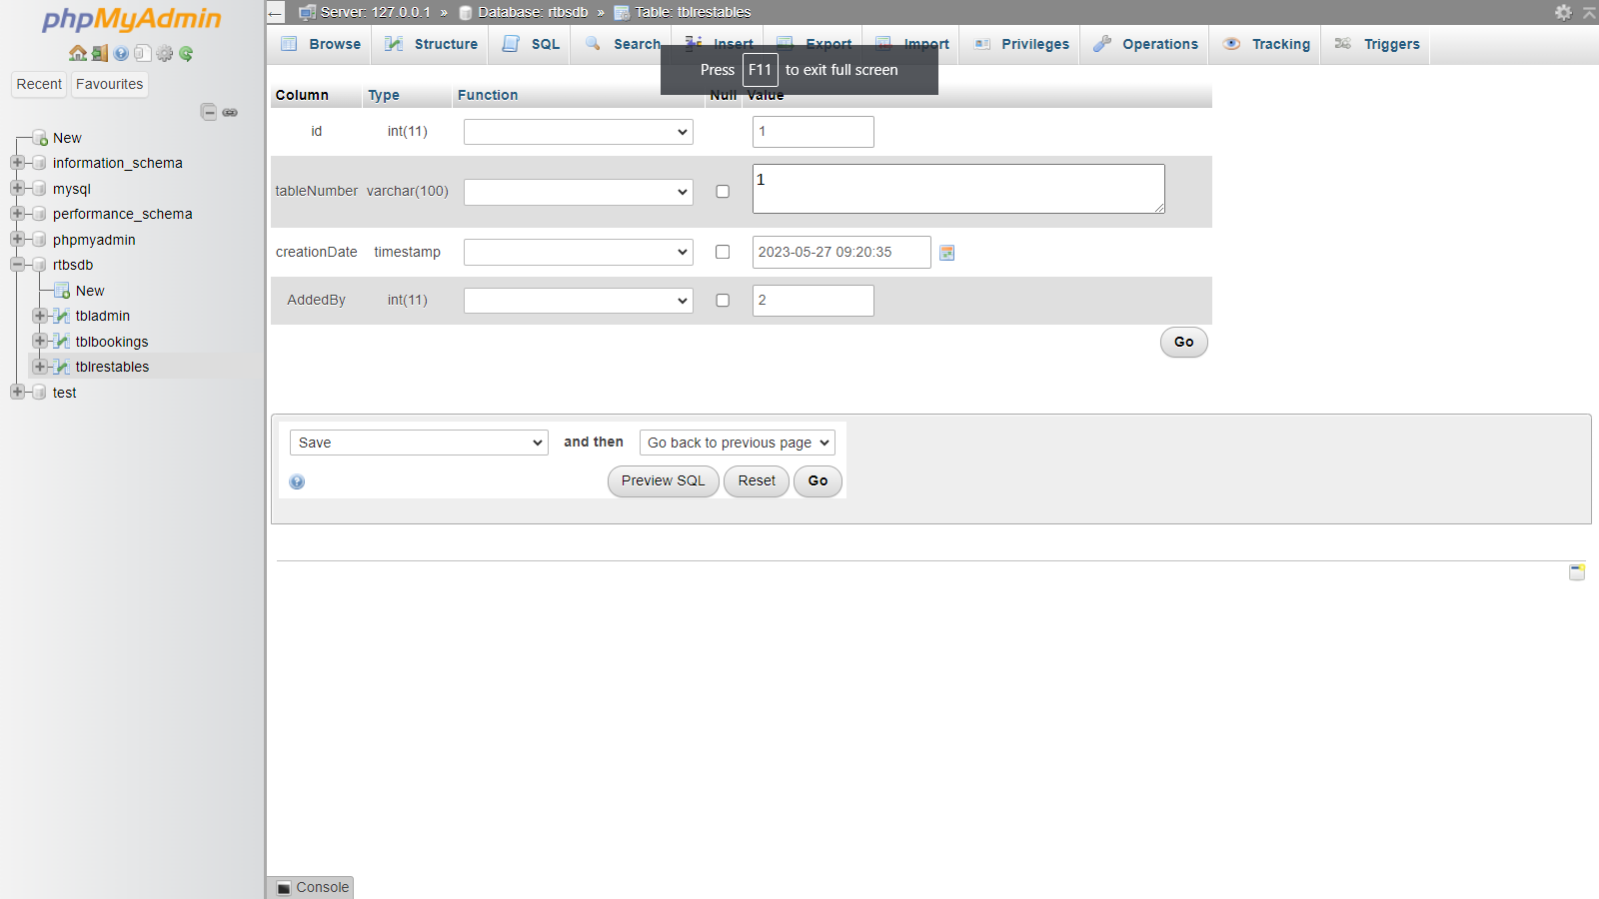 phpMyAdmin
Recent Favourites
New
information_schema
mysql
performance_schema
phpmyadmin
rtbsdb
New
tbladmin
tblbookings
tblrestables
test
Server: 127.0.0.1 » Database: rtbsdb » Table: tblrestables
Browse Structure SQL Search Insert Export Import Privileges Operations Tracking Triggers
Press F11 to exit full screen
Column Type Function Null Value
id int(11) 1
tableNumber varchar(100) 1
creationDate timestamp 2023-05-27 09:20:35
AddedBy int(11) 2
Go
Save and then Go back to previous page
Preview SQL Reset Go
Console